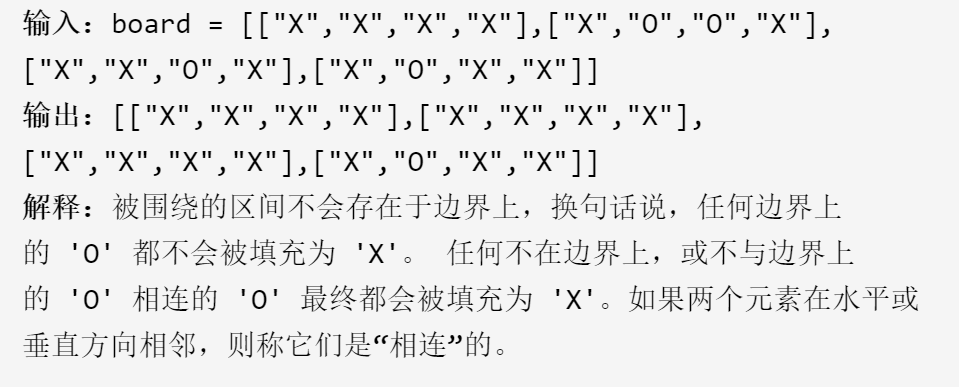 输入：board = [["X","X","X","X"],["X","O","O","X"],
["X","X","O","X"],["X","O","X","X"]]
输出：[["X","X","X","X"],["X","X","X","X"],
["X","X","X","X"],["X","O","X","X"]]
解释：被围绕的区间不会存在于边界上，换句话说，任何边界上
的 'O' 都不会被填充为 'X'。 任何不在边界上，或不与边界上
的 'O' 相连的 'O' 最终都会被填充为 'X'。如果两个元素在水平或
垂直方向相邻，则称它们是“相连”的。